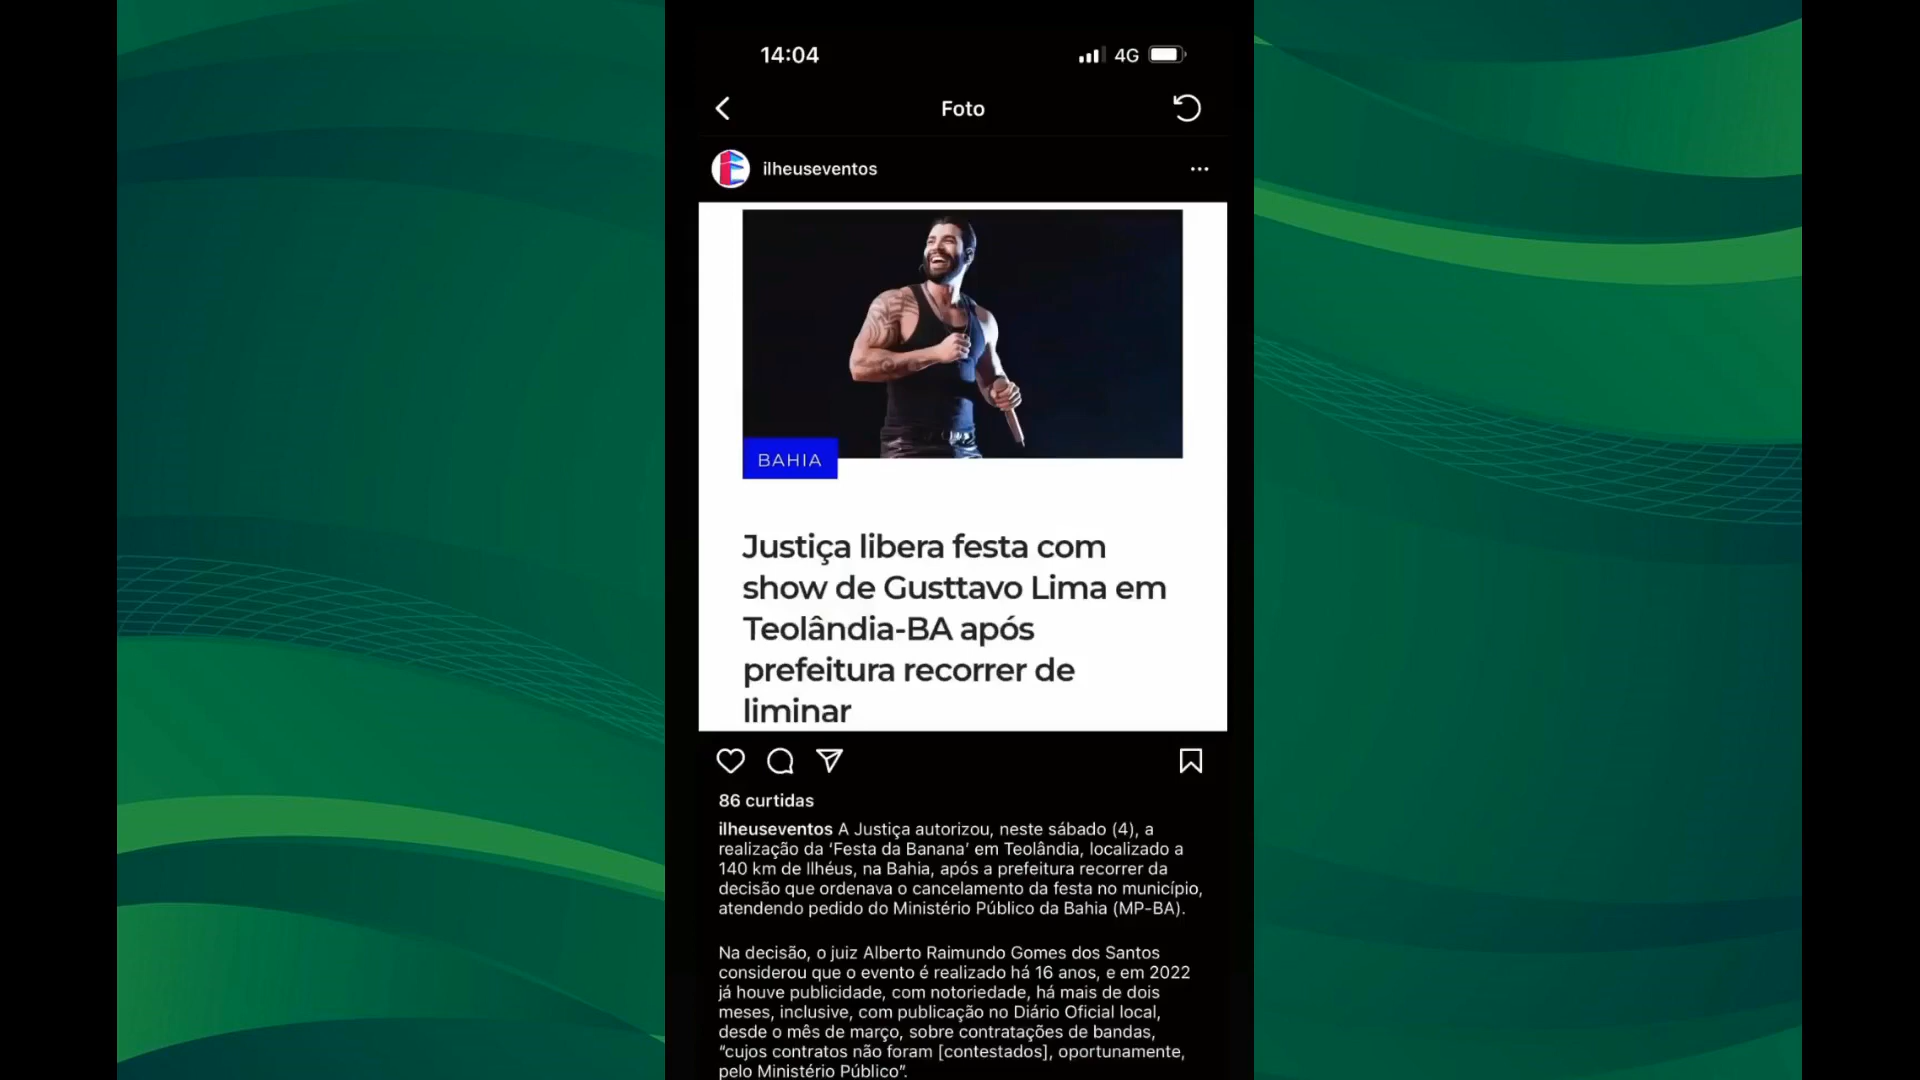 14:04
4G
Foto
ilheuseventos
BAHIA
Justiça libera festa com
show de Gusttavo Lima em
Teolândia-BA após
prefeitura recorrer de
liminar
86 curtidas
ilheuseventos A Justiça autorizou, neste sábado (4), a
realização da ‘Festa da Banana’ em Teolândia, localizado a
140 km de Ilhéus, na Bahia, após a prefeitura recorrer da
decisão que ordenava o cancelamento da festa no município,
atendendo pedido do Ministério Público da Bahia (MP-BA).
Na decisão, o juiz Alberto Raimundo Gomes dos Santos
considerou que o evento é realizado há 16 anos, e em 2022
já houve publicidade, com notoriedade, há mais de dois
meses, inclusive, com publicação no Diário Oficial local,
desde o mês de março, sobre contratações de bandas,
“cujos contratos não foram [contestados], oportunamente,
pelo Ministério Público”.